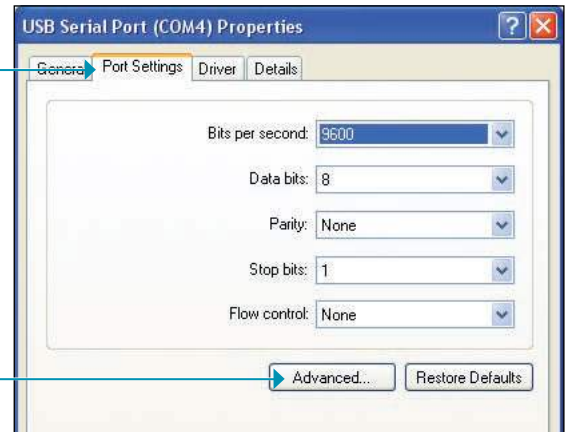 USB Serial Port (COM4) Properties
General Port Settings Driver Details
Bits per second: 9600
Data bits: 8
Parity: None
Stop bits: 1
Flow control: None
Advanced... Restore Defaults